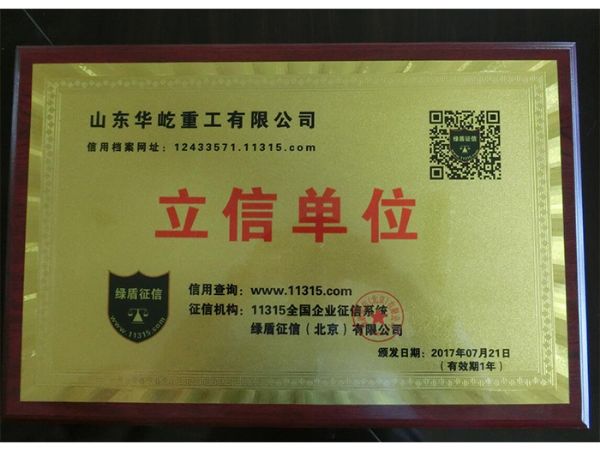 山东华屹重工有限公司
信用档案网址：12433571.11315.com
绿盾征信
立信单位
绿盾征信
www.11315.com
信用查询：www.11315.com
征信机构：11315全国企业征信系统
绿盾征信（北京）有限公司
颁发日期：2017年07月21日
（有效期1年）